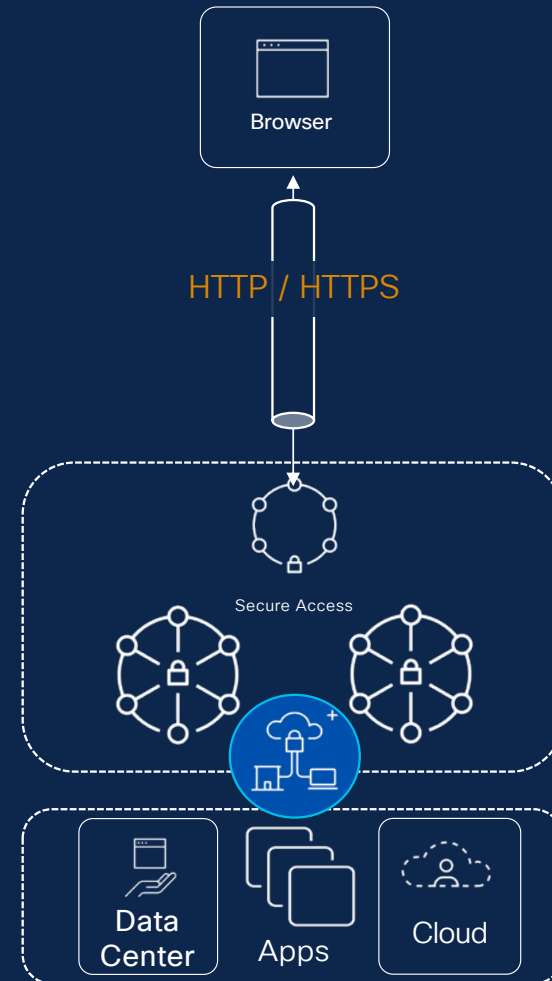 Browser
HTTP / HTTPS
Secure Access
Data
Center
Apps
Cloud